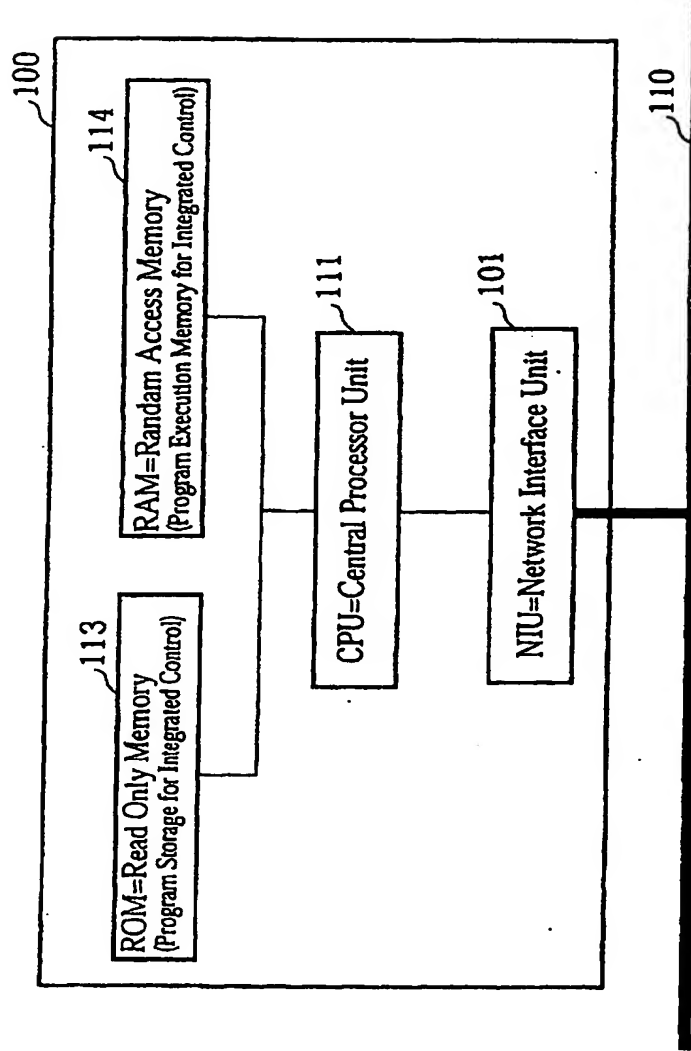 100
113
ROM=Read Only Memory
(Program Storage for Integrated Control)
114
RAM=Randam Access Memory
(Program Execution Memory for Integrated Control)
111
CPU=Central Processor Unit
101
NIU=Network Interface Unit
110